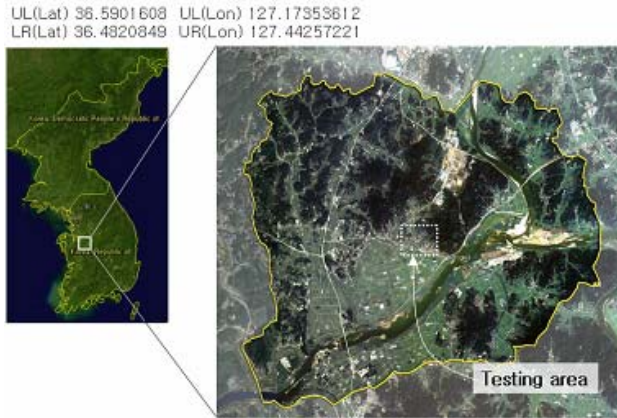 UL(Lat) 36.5901608 UL(Lon) 127.17353612
LR(Lat) 36.4820849 UR(Lon) 127.44257221
Korea, Democratic People's Republic of
Korea, Republic of
Testing area